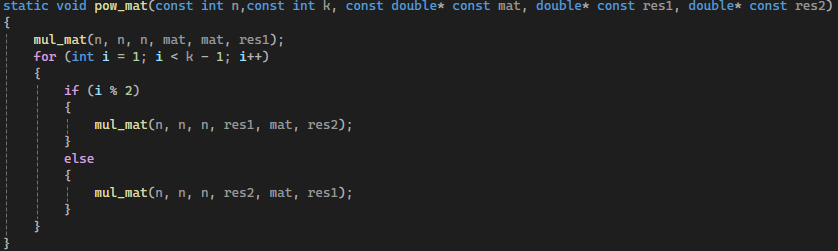 static void pow_mat(const int n,const int k, const double* const mat, double* const res1, double* const res2)
{
    mul_mat(n, n, n, mat, mat, res1);
    for (int i = 1; i < k - 1; i++)
    {
        if (i % 2)
        {
            mul_mat(n, n, n, res1, mat, res2);
        }
        else
        {
            mul_mat(n, n, n, res2, mat, res1);
        }
    }
}